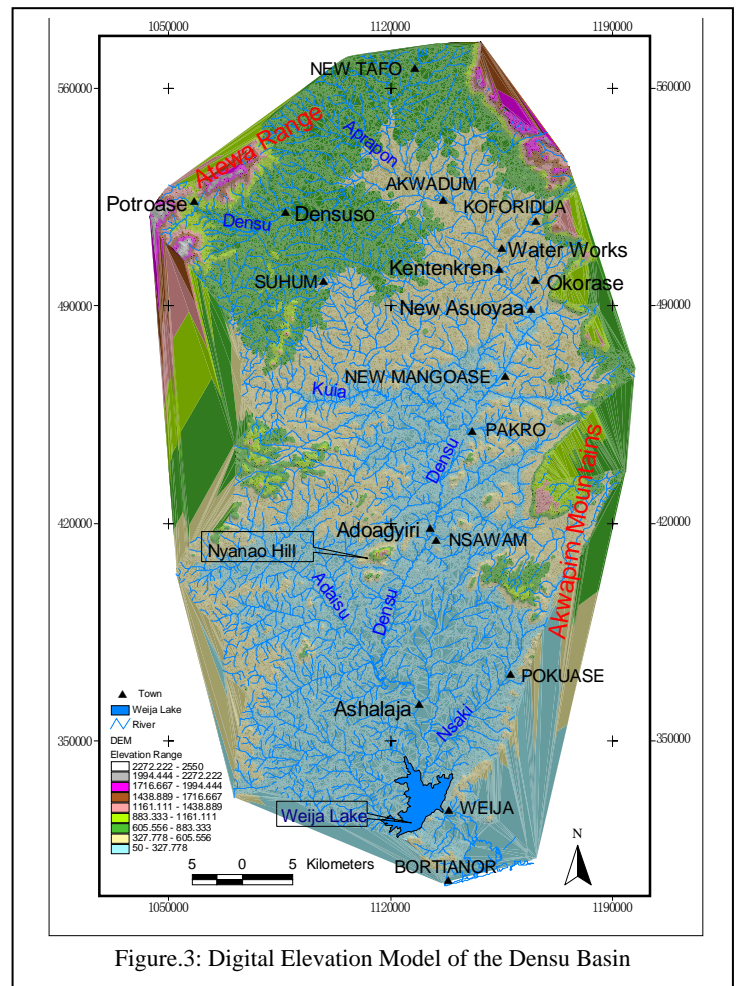 1050000 1120000 1190000
NEW TAFO
560000 560000
Atewa Range
Aprapon
AKWADUM
KOFORIDUA
Potroase
Densu
Densuso
Water Works
Kentenkren
Okorase
SUHUM
490000 490000
New Asuoyaa
NEW MANGOASE
Kuia
PAKRO
Densu
Akwapim Mountains
420000 420000
Adoagyiri
NSAWAM
Nyanao Hill
Adaisu
Densu
POKUASE
Ashalaja
Nsaki
350000 350000
Town
Weija Lake
River
DEM
Elevation Range
2272.222 - 2550
1994.444 - 2272.222
1716.667 - 1994.444
1438.889 - 1716.667
1161.111 - 1438.889
883.333 - 1161.111
605.556 - 883.333
327.778 - 605.556
50 - 327.778
WEIJA
Weija Lake
BORTIANOR
5 0 5 Kilometers
N
1050000 1120000 1190000
Figure.3: Digital Elevation Model of the Densu Basin